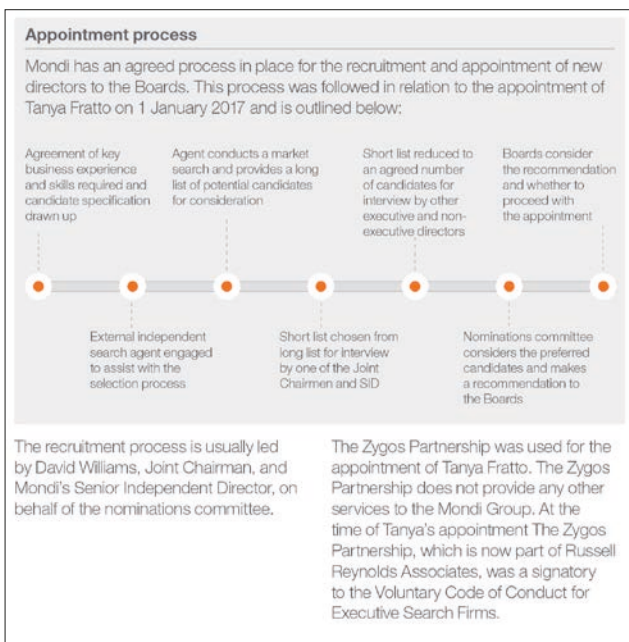 Appointment process
Mondi has an agreed process in place for the recruitment and appointment of new
directors to the Boards. This process was followed in relation to the appointment of
Tanya Fratto on 1 January 2017 and is outlined below:
Agreement of key
business experience
and skills required and
candidate specification
drawn up
Agent conducts a market
search and provides a long
list of potential candidates
for consideration
Short list reduced to
an agreed number
of candidates for
interview by other
executive and non-
executive directors
Boards consider
the recommendation
and whether to
proceed with
the appointment
External independent
search agent engaged
to assist with the
selection process
Short list chosen from
long list for interview
by one of the Joint
Chairmen and SID
Nominations committee
considers the preferred
candidates and makes
a recommendation to
the Boards
The recruitment process is usually led
by David Williams, Joint Chairman, and
Mondi's Senior Independent Director, on
behalf of the nominations committee.
The Zygos Partnership was used for the
appointment of Tanya Fratto. The Zygos
Partnership does not provide any other
services to the Mondi Group. At the
time of Tanya's appointment The Zygos
Partnership, which is now part of Russell
Reynolds Associates, was a signatory
to the Voluntary Code of Conduct for
Executive Search Firms.